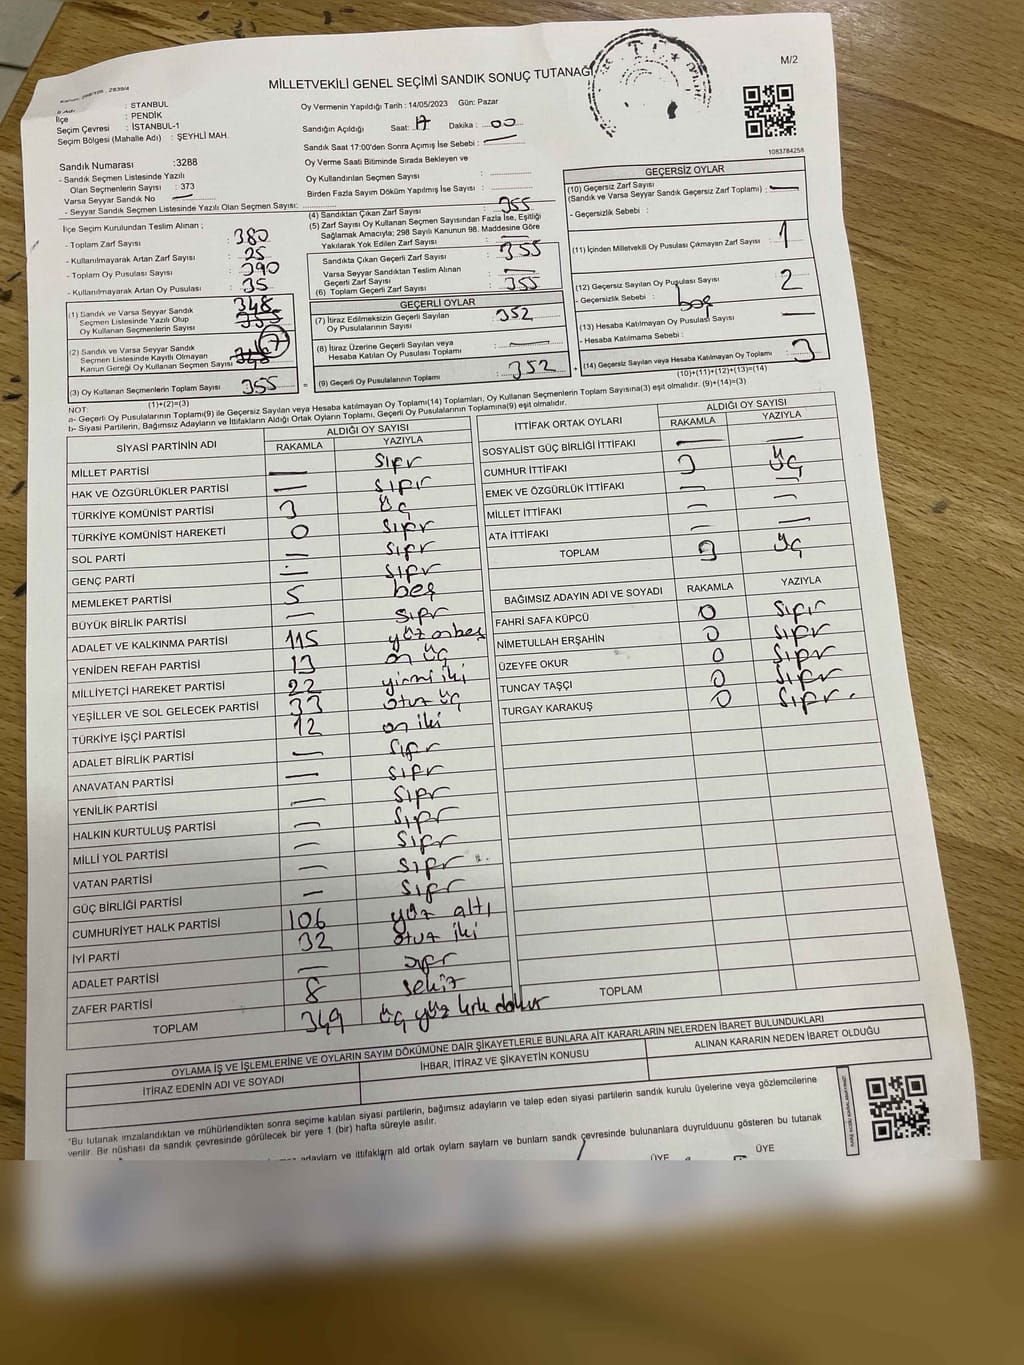 MİLLETVEKİLİ GENEL SEÇİMİ SANDIK SONUÇ TUTANAĞI
M/2
: İSTANBUL
İlçe : PENDİK
Seçim Çevresi : İSTANBUL-1
Seçim Bölgesi (Mahalle Adı) : ŞEYHLİ MAH.
Oy Vermenin Yapıldığı Tarih : 14/05/2023 Gün: Pazar
Sandığın Açıldığı Saat: 17 Dakika : 00
Sandık Saat 17:00'den Sonra Açımış İse Sebebi : —
Oy Verme Saati Bitiminde Sırada Bekleyen ve
Oy Kullandırılan Seçmen Sayısı :
Birden Fazla Sayım Döküm Yapılmış İse Sayısı :
1083784258
Sandık Numarası :3288
- Sandık Seçmen Listesinde Yazılı
Olan Seçmenlerin Sayısı : 373
Varsa Seyyar Sandık No —
- Seyyar Sandık Seçmen Listesinde Yazılı Olan Seçmen Sayısı:
İlçe Seçim Kurulundan Teslim Alınan ;
- Toplam Zarf Sayısı : 380
- Kullanılmayarak Artan Zarf Sayısı : 25
- Toplam Oy Pusulası Sayısı : 390
- Kullanılmayarak Artan Oy Pusulası : 35
(1) Sandık ve Varsa Seyyar Sandık
Seçmen Listesinde Yazılı Olup
Oy Kullanan Seçmenlerin Sayısı : 348 355
(2) Sandık ve Varsa Seyyar Sandık
Seçmen Listesinde Kayıtlı Olmayan
Kanun Gereği Oy Kullanan Seçmen Sayısı : 7
(3) Oy Kullanan Seçmenlerin Toplam Sayısı : 355
(1)+(2)=(3)
(4) Sandıktan Çıkan Zarf Sayısı : 355
(5) Zarf Sayısı Oy Kullanan Seçmen Sayısından Fazla İse, Eşitliği
Sağlamak Amacıyla; 298 Sayılı Kanunun 98. Maddesine Göre
Yakılarak Yok Edilen Zarf Sayısı : —
Sandıkta Çıkan Geçerli Zarf Sayısı : 355
Varsa Seyyar Sandıktan Teslim Alınan
Geçerli Zarf Sayısı : —
(6) Toplam Geçerli Zarf Sayısı : 355
GEÇERLİ OYLAR
(7) İtiraz Edilmeksizin Geçerli Sayılan
Oy Pusulalarının Sayısı : 352
(8) İtiraz Üzerine Geçerli Sayılan veya
Hesaba Katılan Oy Pusulası Toplamı : —
(9) Geçerli Oy Pusulalarının Toplamı : 352
GEÇERSİZ OYLAR
(10) Geçersiz Zarf Sayısı
(Sandık ve Varsa Seyyar Sandık Geçersiz Zarf Toplamı) : —
- Geçersizlik Sebebi :
(11) İçinden Milletvekili Oy Pusulası Çıkmayan Zarf Sayısı : 1
(12) Geçersiz Sayılan Oy Pusulası Sayısı : 2
- Geçersizlik Sebebi : boş
(13) Hesaba Katılmayan Oy Pusulası Sayısı : —
- Hesaba Katılmama Sebebi :
(14) Geçersiz Sayılan veya Hesaba Katılmayan Oy Toplamı : 3
(10)+(11)+(12)+(13)=(14)
NOT:
a- Geçerli Oy Pusulalarının Toplamı(9) ile Geçersiz Sayılan veya Hesaba katılmayan Oy Toplamı(14) Toplamları, Oy Kullanan Seçmenlerin Toplam Sayısına(3) eşit olmalıdır. (9)+(14)=(3)
b- Siyasi Partilerin, Bağımsız Adayların ve İttifakların Aldığı Ortak Oyların Toplamı, Geçerli Oy Pusulalarının Toplamına(9) eşit olmalıdır.
SİYASİ PARTİNİN ADI ALDIĞI OY SAYISI
RAKAMLA YAZIYLA
MİLLET PARTİSİ — Sıfır
HAK VE ÖZGÜRLÜKLER PARTİSİ — Sıfır
TÜRKİYE KOMÜNİST PARTİSİ 3 üç
TÜRKİYE KOMÜNİST HAREKETİ 0 Sıfır
SOL PARTİ — Sıfır
GENÇ PARTİ — Sıfır
MEMLEKET PARTİSİ 5 beş
BÜYÜK BİRLİK PARTİSİ — Sıfır
ADALET VE KALKINMA PARTİSİ 115 yüz onbeş
YENİDEN REFAH PARTİSİ 13 on üç
MİLLİYETÇİ HAREKET PARTİSİ 22 yirmi iki
YEŞİLLER VE SOL GELECEK PARTİSİ 33 otuz üç
TÜRKİYE İŞÇİ PARTİSİ 12 on iki
ADALET BİRLİK PARTİSİ — Sıfır
ANAVATAN PARTİSİ — Sıfır
YENİLİK PARTİSİ — Sıfır
HALKIN KURTULUŞ PARTİSİ — Sıfır
MİLLİ YOL PARTİSİ — Sıfır
VATAN PARTİSİ — Sıfır
GÜÇ BİRLİĞİ PARTİSİ — Sıfır
CUMHURİYET HALK PARTİSİ 106 yüz altı
İYİ PARTİ 32 otuz iki
ADALET PARTİSİ — sıfır
ZAFER PARTİSİ 8 sekiz
TOPLAM 349 üç yüz kırk dokuz
İTTİFAK ORTAK OYLARI ALDIĞI OY SAYISI
RAKAMLA YAZIYLA
SOSYALİST GÜÇ BİRLİĞİ İTTİFAKI — —
CUMHUR İTTİFAKI 3 üç
EMEK VE ÖZGÜRLÜK İTTİFAKI — —
MİLLET İTTİFAKI — —
ATA İTTİFAKI — —
TOPLAM 3 üç
BAĞIMSIZ ADAYIN ADI VE SOYADI RAKAMLA YAZIYLA
FAHRİ SAFA KÜPCÜ 0 Sıfır
NİMETULLAH ERŞAHİN 0 Sıfır
ÜZEYFE OKUR 0 Sıfır
TUNCAY TAŞÇI 0 Sıfır
TURGAY KARAKUŞ 0 Sıfır.
TOPLAM
OYLAMA İŞ VE İŞLEMLERİNE VE OYLARIN SAYIM DÖKÜMÜNE DAİR ŞİKAYETLERLE BUNLARA AİT KARARLARIN NELERDEN İBARET BULUNDUKLARI
İTİRAZ EDENİN ADI VE SOYADI İHBAR, İTİRAZ VE ŞİKAYETİN KONUSU ALINAN KARARIN NEDEN İBARET OLDUĞU
"Bu tutanak imzalandıktan ve mühürlendikten sonra seçime katılan siyasi partilerin, bağımsız adayların ve talep eden siyasi partilerin sandık kurulu üyelerine veya gözlemcilerine
verilir. Bir nüshası da sandık çevresinde görülecek bir yere 1 (bir) hafta süreyle asılır.
adayların ve ittifakların ald ortak oyların sayların ve bunların sandık çevresinde bulunanlara duyrulduunu gösteren bu tutanak
ÜYE ÜYE